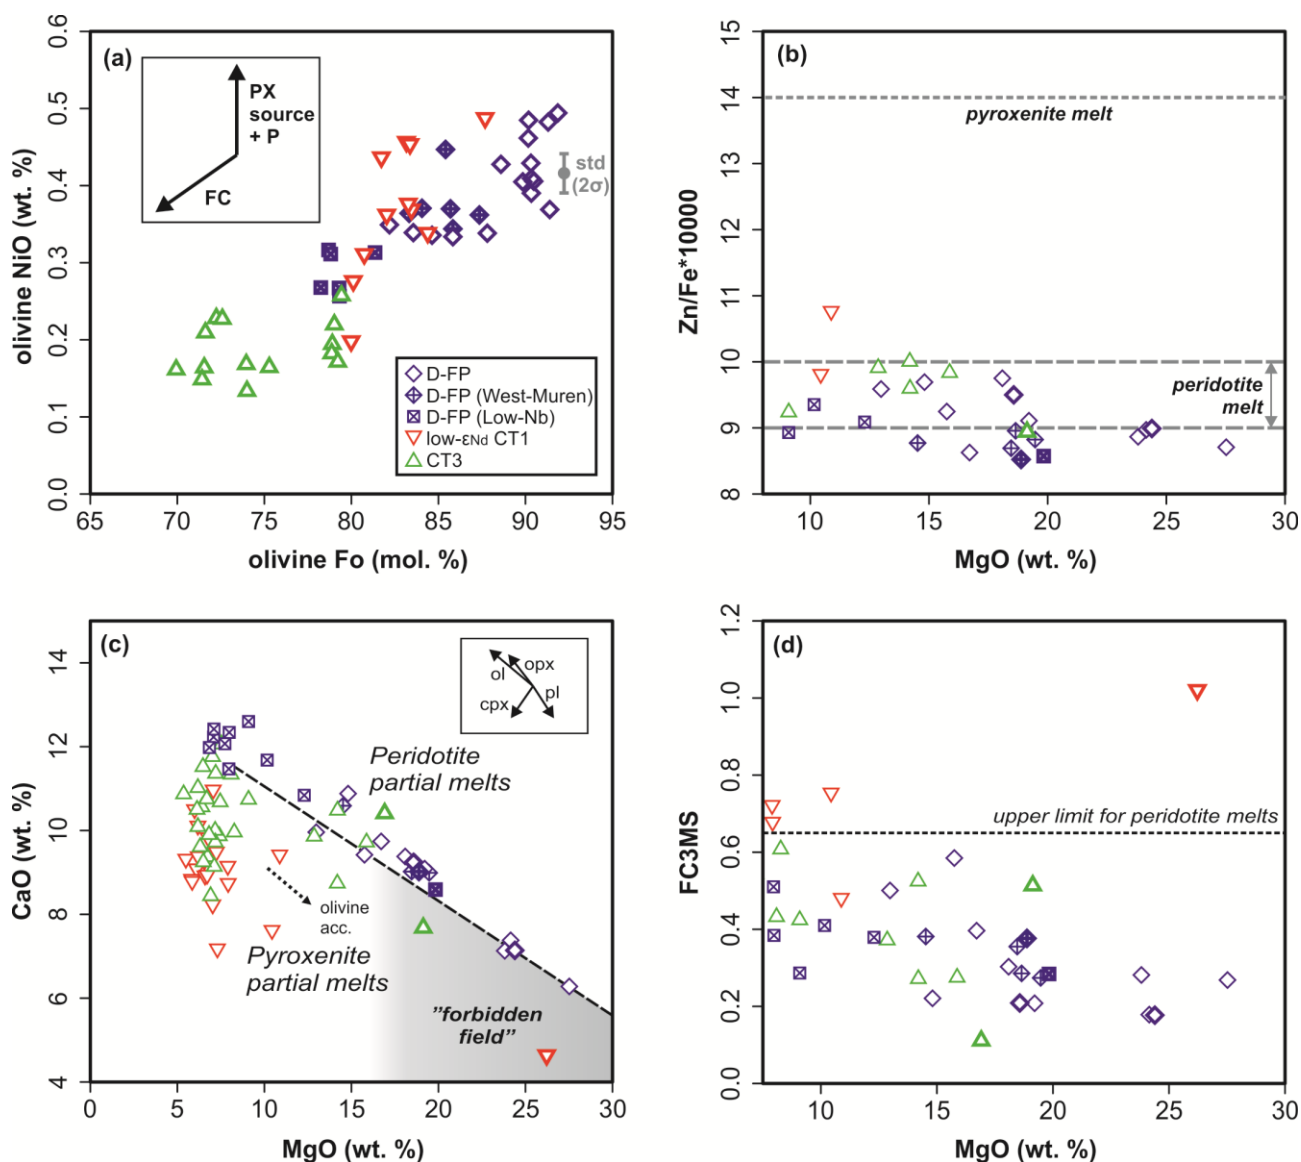 (a)
PX
source
+ P
FC
std
(2σ)
D-FP
D-FP (West-Muren)
D-FP (Low-Nb)
low-εNd CT1
CT3
0.6
0.5
0.4
0.3
0.2
0.1
0.0
olivine NiO (wt. %)
65 70 75 80 85 90 95
olivine Fo (mol. %)
(b)
pyroxenite melt
peridotite
melt
15
14
13
12
11
10
9
8
Zn/Fe*10000
10 15 20 25 30
MgO (wt. %)
(c)
ol
opx
cpx
pl
Peridotite
partial melts
olivine
acc.
Pyroxenite
partial melts
”forbidden
field”
14
12
10
8
6
4
CaO (wt. %)
0 5 10 15 20 25 30
MgO (wt. %)
(d)
upper limit for peridotite melts
1.2
1.0
0.8
0.6
0.4
0.2
0.0
FC3MS
10 15 20 25 30
MgO (wt. %)